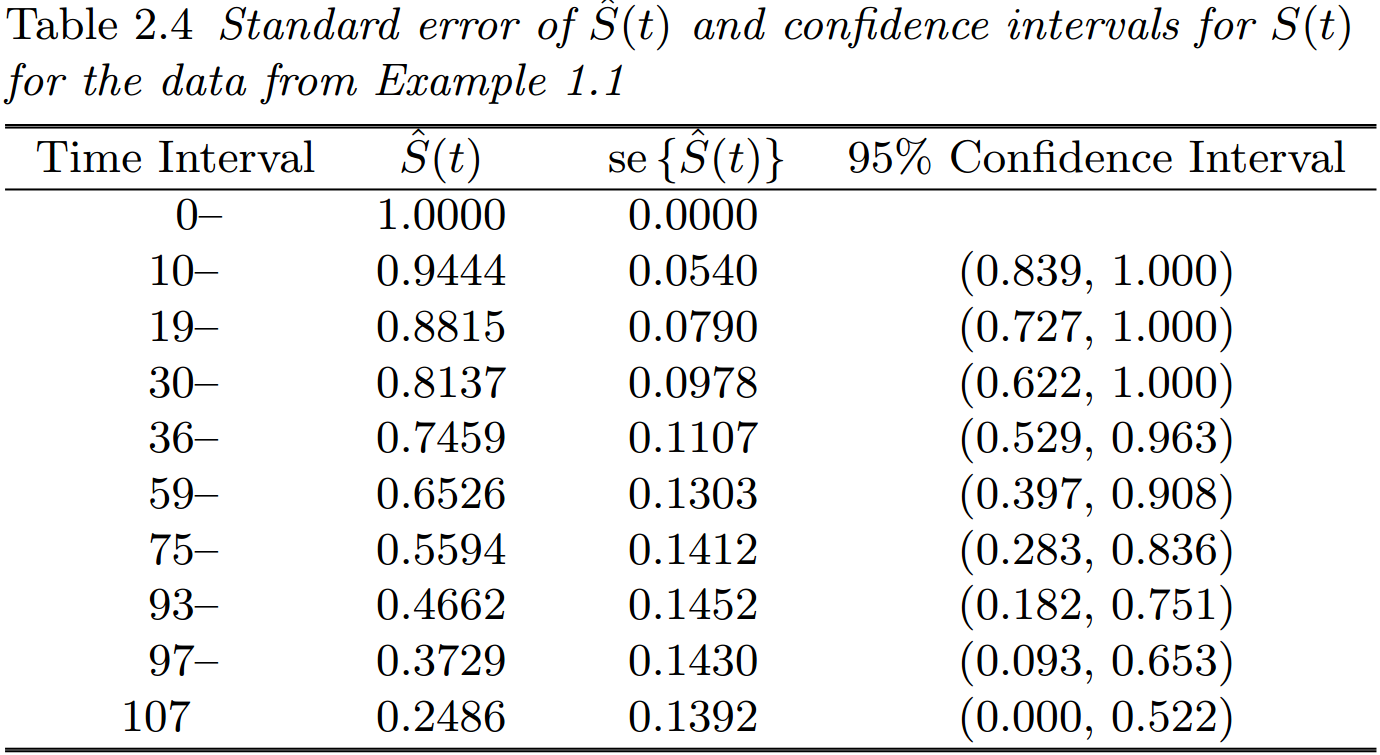 Table 2.4 Standard error of Ŝ(t) and confidence intervals for S(t)
for the data from Example 1.1
Time Interval Ŝ(t) se {Ŝ(t)} 95% Confidence Interval
0– 1.0000 0.0000
10– 0.9444 0.0540 (0.839, 1.000)
19– 0.8815 0.0790 (0.727, 1.000)
30– 0.8137 0.0978 (0.622, 1.000)
36– 0.7459 0.1107 (0.529, 0.963)
59– 0.6526 0.1303 (0.397, 0.908)
75– 0.5594 0.1412 (0.283, 0.836)
93– 0.4662 0.1452 (0.182, 0.751)
97– 0.3729 0.1430 (0.093, 0.653)
107 0.2486 0.1392 (0.000, 0.522)